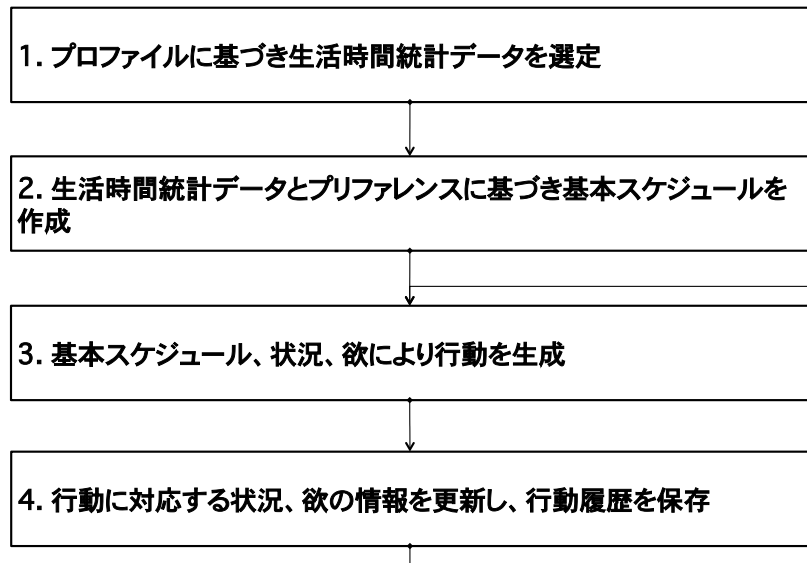 1. プロファイルに基づき生活時間統計データを選定
2. 生活時間統計データとプリファレンスに基づき基本スケジュールを
作成
3. 基本スケジュール、状況、欲により行動を生成
4. 行動に対応する状況、欲の情報を更新し、行動履歴を保存